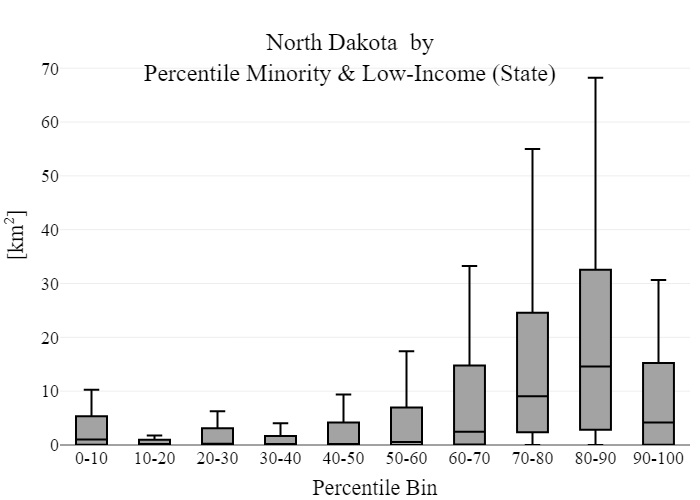 North Dakota  by
Percentile Minority & Low-Income (State)
70
60
50
40
30
20
10
0
[km²]
0-10 10-20 20-30 30-40 40-50 50-60 60-70 70-80 80-90 90-100
Percentile Bin